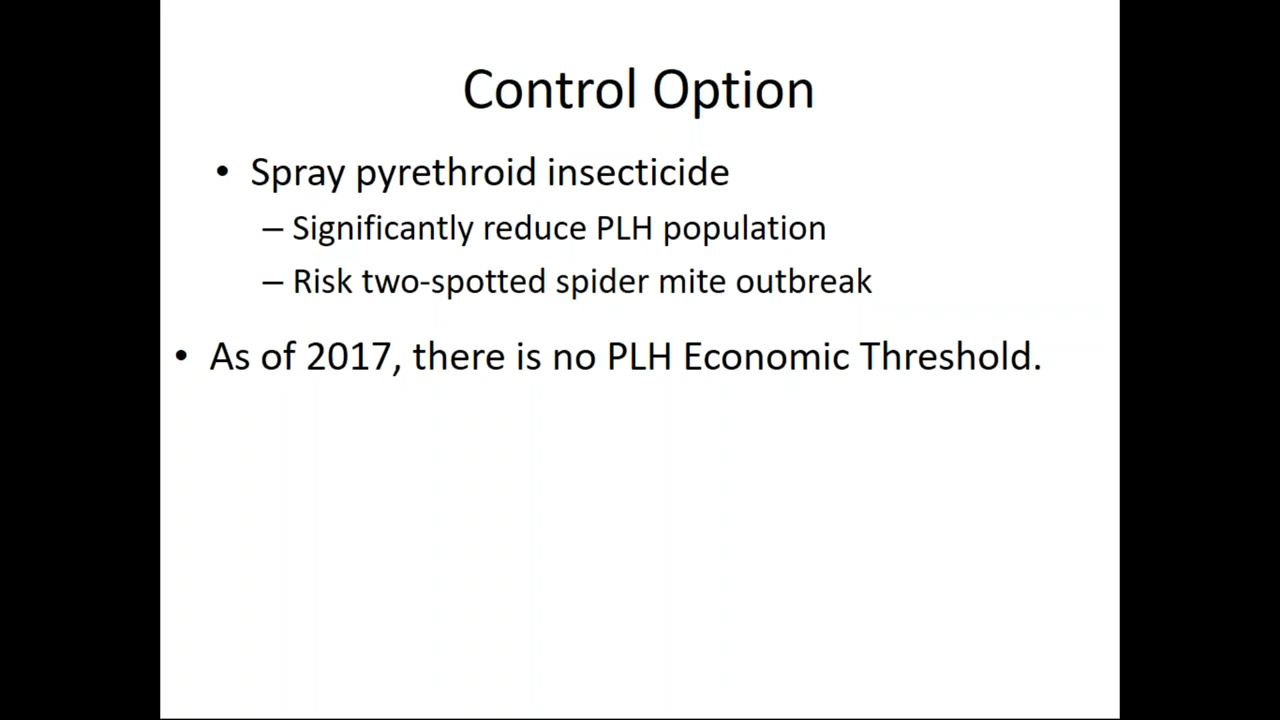 Control Option
• Spray pyrethroid insecticide
– Significantly reduce PLH population
– Risk two-spotted spider mite outbreak
• As of 2017, there is no PLH Economic Threshold.